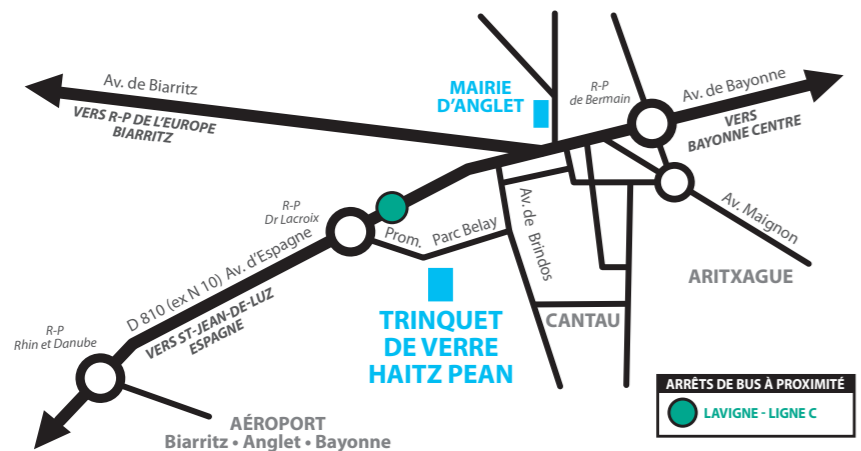 Av. de Biarritz
VERS R-P DE L'EUROPE
BIARRITZ
MAIRIE
D'ANGLET
R-P
de Bernain
Av. de Bayonne
VERS
BAYONNE CENTRE
R-P
Dr Lacroix
Prom. Parc Belay
Av. de Brindos
Av. Maignon
ARITXAGUE
D 810 (ex N 10) Av. d'Espagne
VERS ST-JEAN-DE-LUZ
ESPAGNE
R-P
Rhin et Danube
TRINQUET
DE VERRE
HAITZ PEAN
CANTAU
AÉROPORT
Biarritz • Anglet • Bayonne
ARRÊTS DE BUS À PROXIMITÉ
LAVIGNE - LIGNE C